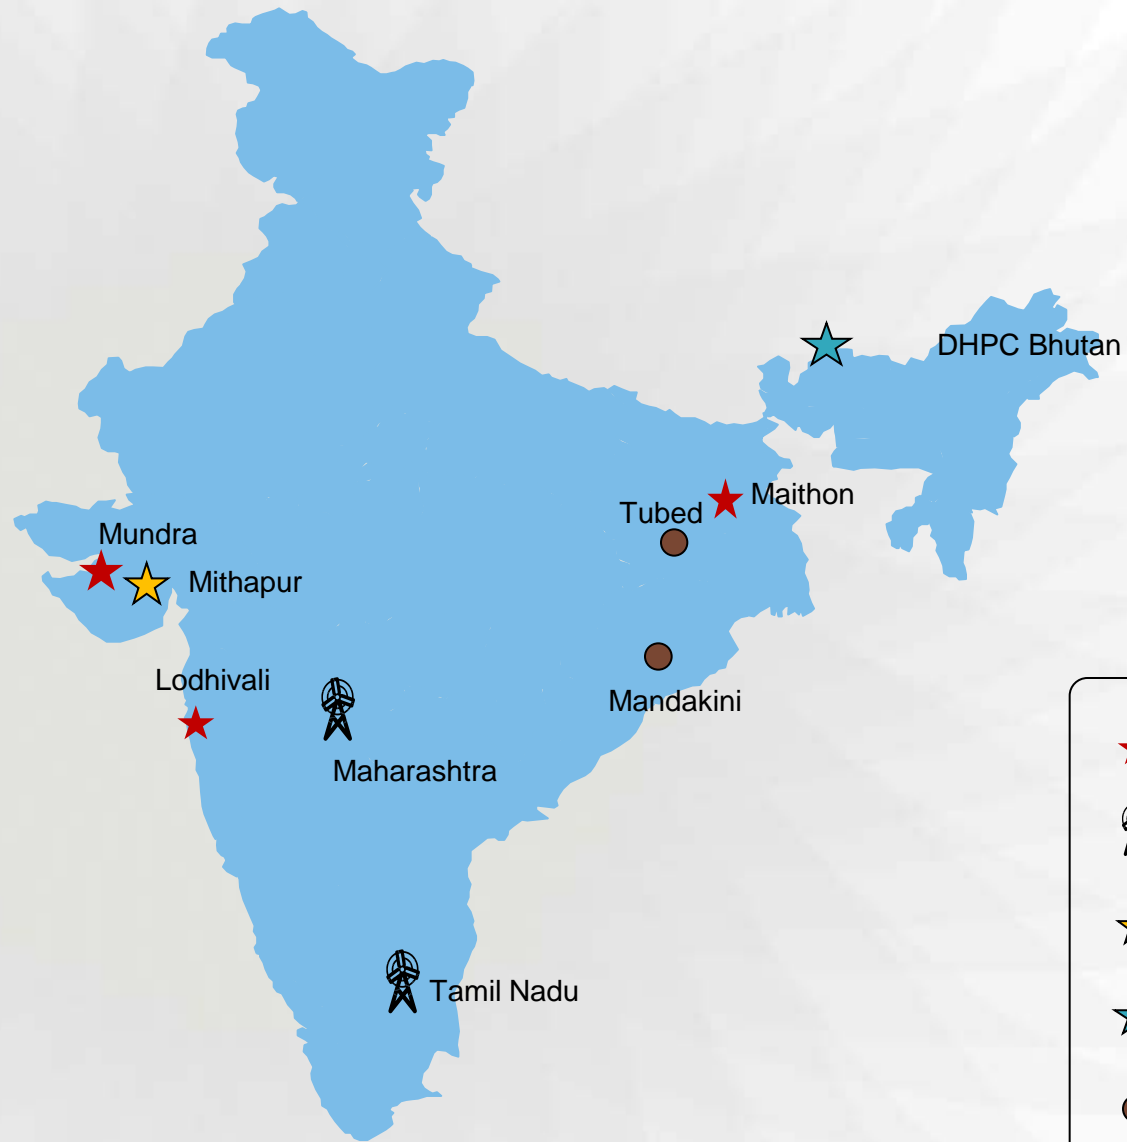 DHPC Bhutan
Maithon
Tubed
Mundra
Mithapur
Lodhivali
Mandakini
Maharashtra
Tamil Nadu